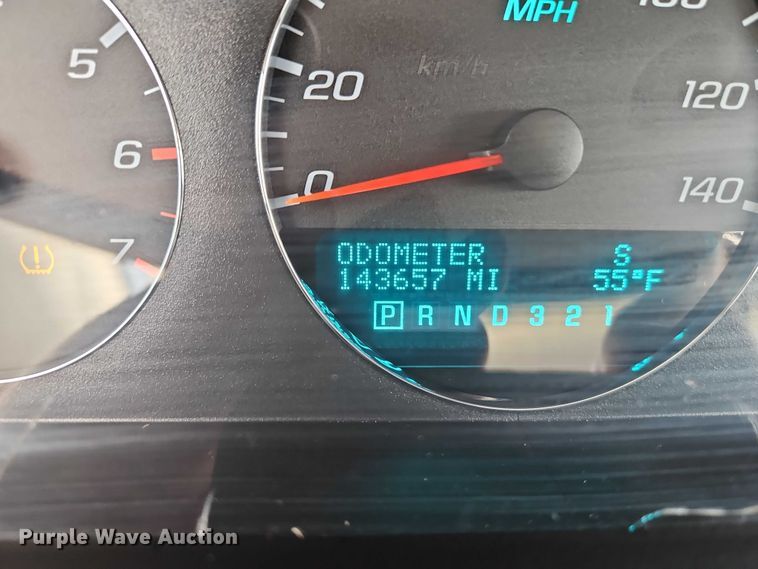 MPH
km/h
5
20
120
6
0
140
7
ODOMETER S
143657 MI 55°F
P R N D 3 2 1
Purple Wave Auction